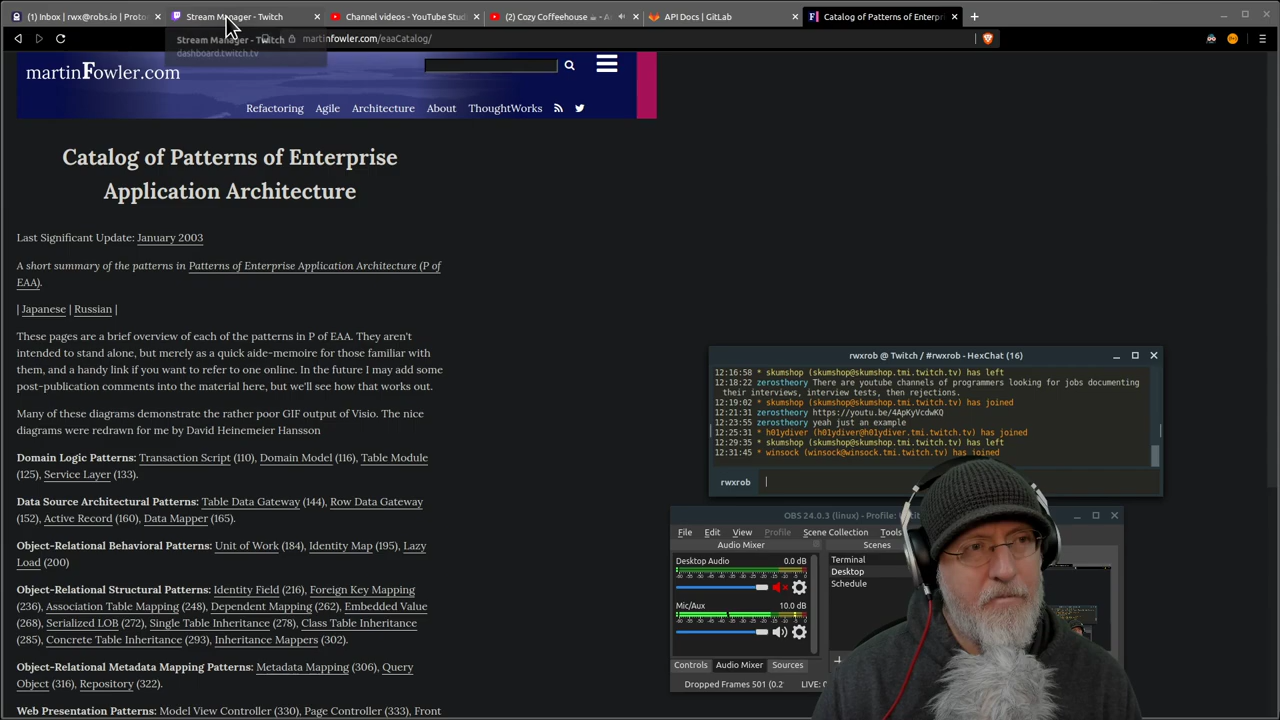 (1) Inbox | rwx@robs.io | Proto
Stream Manager - Twitch
Channel videos - YouTube Stud
(2) Cozy Coffeehouse
API Docs | GitLab
Catalog of Patterns of Enterpri
Stream Manager - Twitch
dashboard.twitch.tv
martinfowler.com/eaaCatalog/
martinFowler.com
Refactoring Agile Architecture About ThoughtWorks
Catalog of Patterns of Enterprise
Application Architecture
Last Significant Update: January 2003
A short summary of the patterns in Patterns of Enterprise Application Architecture (P of
EAA).
| Japanese | Russian |
These pages are a brief overview of each of the patterns in P of EAA. They aren't
intended to stand alone, but merely as a quick aide-memoire for those familiar with
them, and a handy link if you want to refer to one online. In the future I may add some
post-publication comments into the material here, but we'll see how that works out.
Many of these diagrams demonstrate the rather poor GIF output of Visio. The nice
diagrams were redrawn for me by David Heinemeier Hansson
Domain Logic Patterns: Transaction Script (110), Domain Model (116), Table Module
(125), Service Layer (133).
Data Source Architectural Patterns: Table Data Gateway (144), Row Data Gateway
(152), Active Record (160), Data Mapper (165).
Object-Relational Behavioral Patterns: Unit of Work (184), Identity Map (195), Lazy
Load (200)
Object-Relational Structural Patterns: Identity Field (216), Foreign Key Mapping
(236), Association Table Mapping (248), Dependent Mapping (262), Embedded Value
(268), Serialized LOB (272), Single Table Inheritance (278), Class Table Inheritance
(285), Concrete Table Inheritance (293), Inheritance Mappers (302).
Object-Relational Metadata Mapping Patterns: Metadata Mapping (306), Query
Object (316), Repository (322).
Web Presentation Patterns: Model View Controller (330), Page Controller (333), Front
rwxrob @ Twitch / #rwxrob - HexChat (16)
12:16:58 * skumshop (skumshop@skumshop.tmi.twitch.tv) has left
12:18:22 zerostheory There are youtube channels of programmers looking for jobs documenting
their interviews, interview tests, then rejections.
12:19:02 * skumshop (skumshop@skumshop.tmi.twitch.tv) has joined
12:21:31 zerostheory https://youtu.be/4ApKyVcdwKQ
12:23:55 zerostheory yeah just an example
12:25:31 * h01ydiver (h01ydiver@h01ydiver.tmi.twitch.tv) has joined
12:29:35 * skumshop (skumshop@skumshop.tmi.twitch.tv) has left
12:31:45 * winsock (winsock@winsock.tmi.twitch.tv) has joined
rwxrob
OBS 24.0.3 (linux) - Profile:
File Edit View Profile Scene Collection Tools
Audio Mixer
Scenes
Desktop Audio 0.0 dB
Terminal
Desktop
Schedule
Mic/Aux 10.0 dB
Controls Audio Mixer Sources
Dropped Frames 501 (0.2 LIVE: